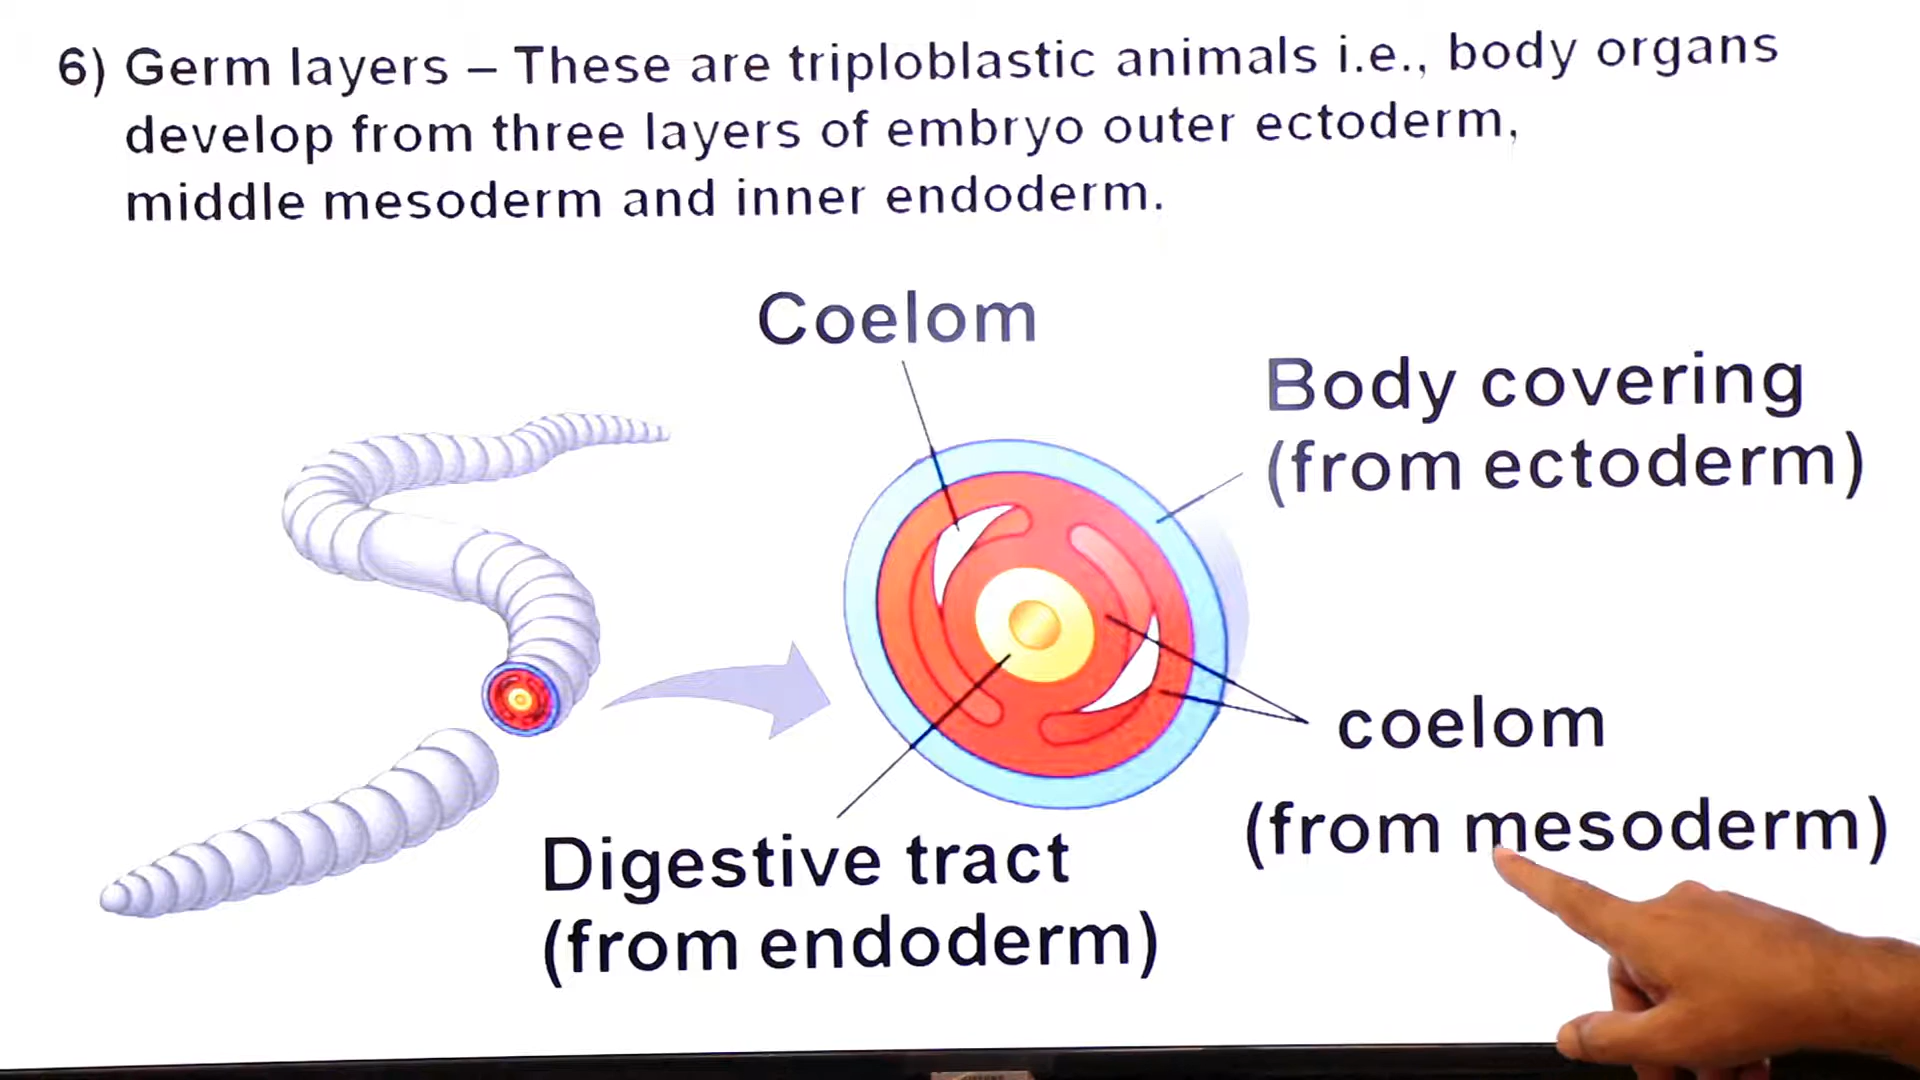 6) Germ layers – These are triploblastic animals i.e., body organs
develop from three layers of embryo outer ectoderm,
middle mesoderm and inner endoderm.
Coelom
Body covering
(from ectoderm)
coelom
(from mesoderm)
Digestive tract
(from endoderm)